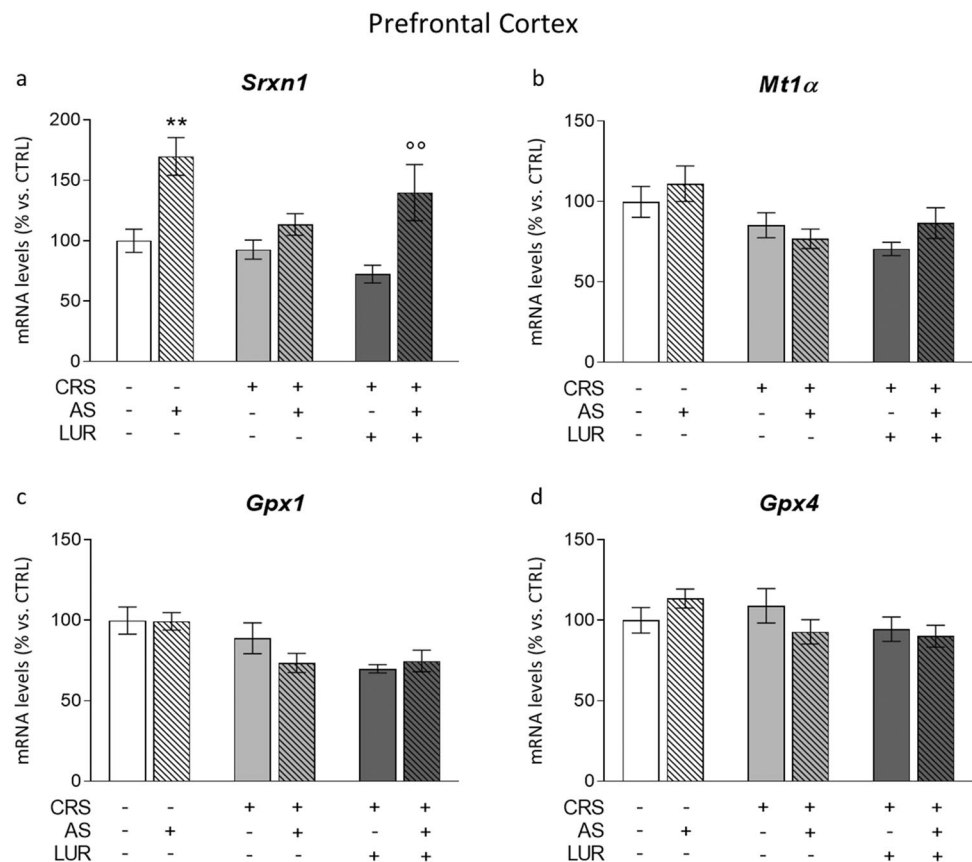 Prefrontal Cortex
a
Srxn1
mRNA levels (% vs. CTRL)
200
150
100
50
0
**
°°
CRS - - + + + +
AS - + - + - +
LUR - - - - + +
b
Mt1α
mRNA levels (% vs. CTRL)
150
100
50
0
CRS - - + + + +
AS - + - + - +
LUR - - - - + +
c
Gpx1
mRNA levels (% vs. CTRL)
150
100
50
0
CRS - - + + + +
AS - + - + - +
LUR - - - - + +
d
Gpx4
mRNA levels (% vs. CTRL)
150
100
50
0
CRS - - + + + +
AS - + - + - +
LUR - - - - + +